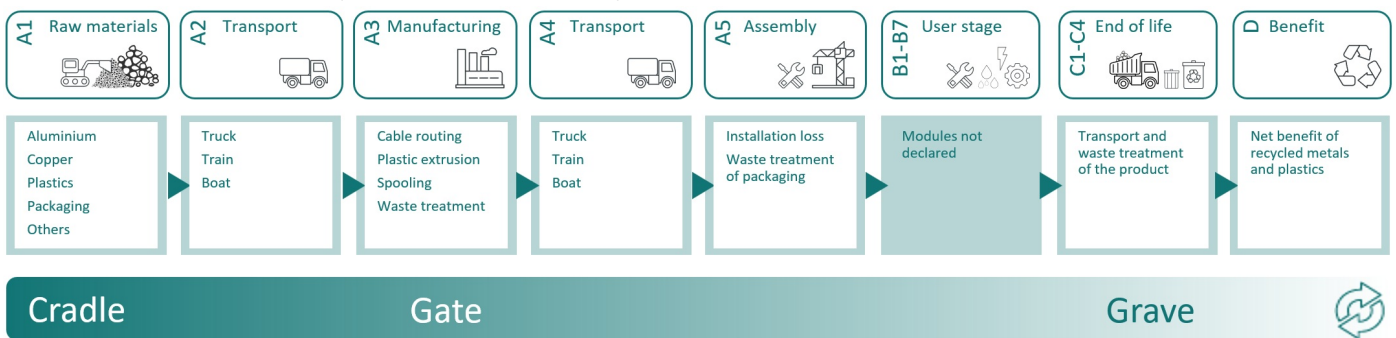 A1 Raw materials
A2 Transport
A3 Manufacturing
A4 Transport
A5 Assembly
B1-B7 User stage
C1-C4 End of life
D Benefit
Aluminium
Copper
Plastics
Packaging
Others
Truck
Train
Boat
Cable routing
Plastic extrusion
Spooling
Waste treatment
Truck
Train
Boat
Installation loss
Waste treatment
of packaging
Modules not
declared
Transport and
waste treatment
of the product
Net benefit of
recycled metals
and plastics
Cradle
Gate
Grave